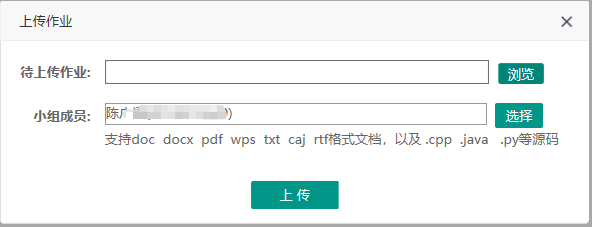 上传作业
待上传作业: 浏览
小组成员: 陈广 选择
支持doc docx pdf wps txt caj rtf格式文档，以及 .cpp .java .py等源码
上 传